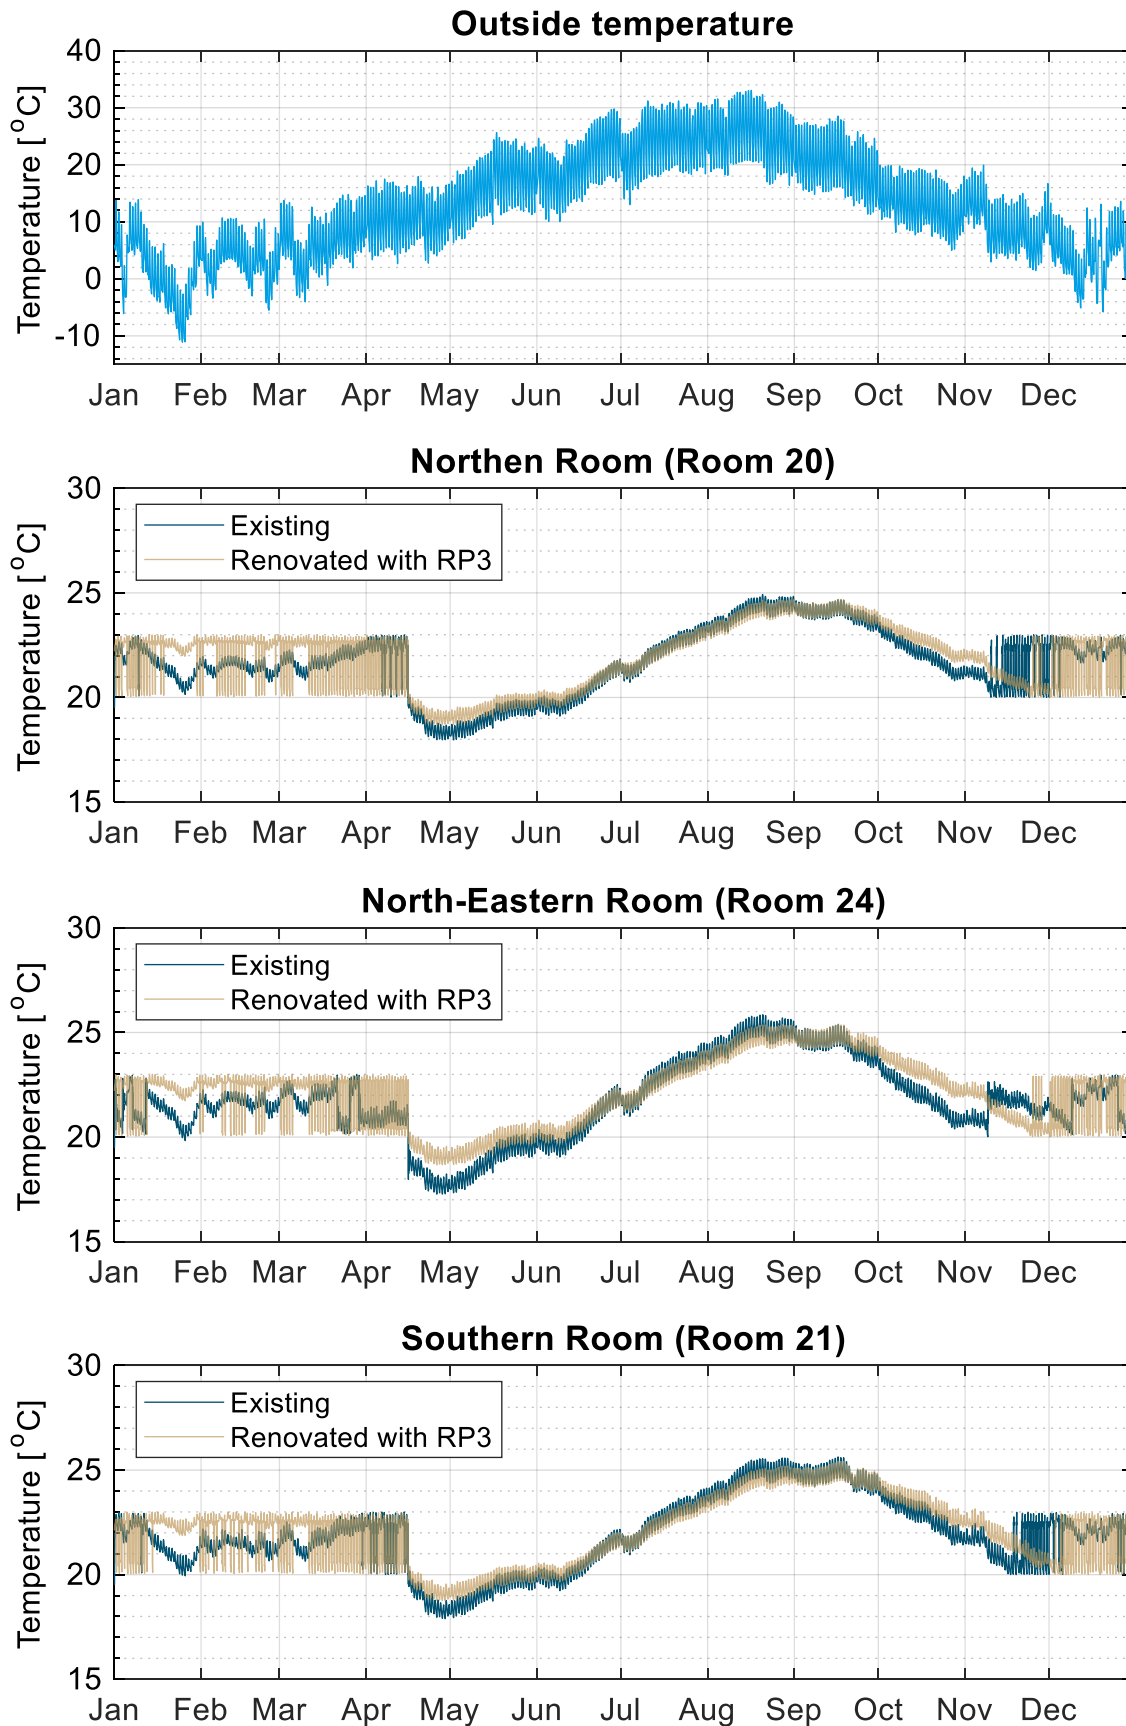 Outside temperature
Temperature [°C]
40
30
20
10
0
-10
Jan Feb Mar Apr May Jun Jul Aug Sep Oct Nov Dec
Northen Room (Room 20)
Temperature [°C]
30
25
20
15
Existing
Renovated with RP3
Jan Feb Mar Apr May Jun Jul Aug Sep Oct Nov Dec
North-Eastern Room (Room 24)
Temperature [°C]
30
25
20
15
Existing
Renovated with RP3
Jan Feb Mar Apr May Jun Jul Aug Sep Oct Nov Dec
Southern Room (Room 21)
Temperature [°C]
30
25
20
15
Existing
Renovated with RP3
Jan Feb Mar Apr May Jun Jul Aug Sep Oct Nov Dec